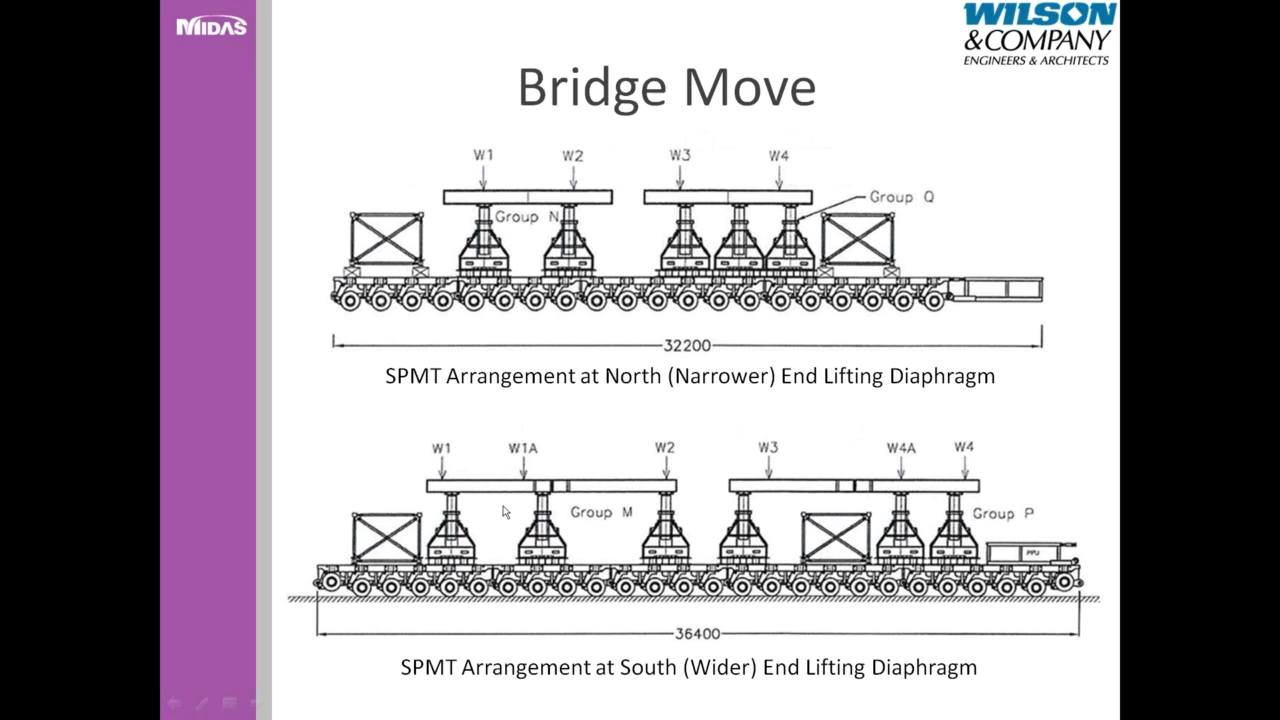 MIDAS
WILSON
&COMPANY
ENGINEERS & ARCHITECTS
Bridge Move
W1 W2 W3 W4
Group Q
Group N
32200
SPMT Arrangement at North (Narrower) End Lifting Diaphragm
W1 W1A W2 W3 W4A W4
Group M Group P
PPU
36400
SPMT Arrangement at South (Wider) End Lifting Diaphragm